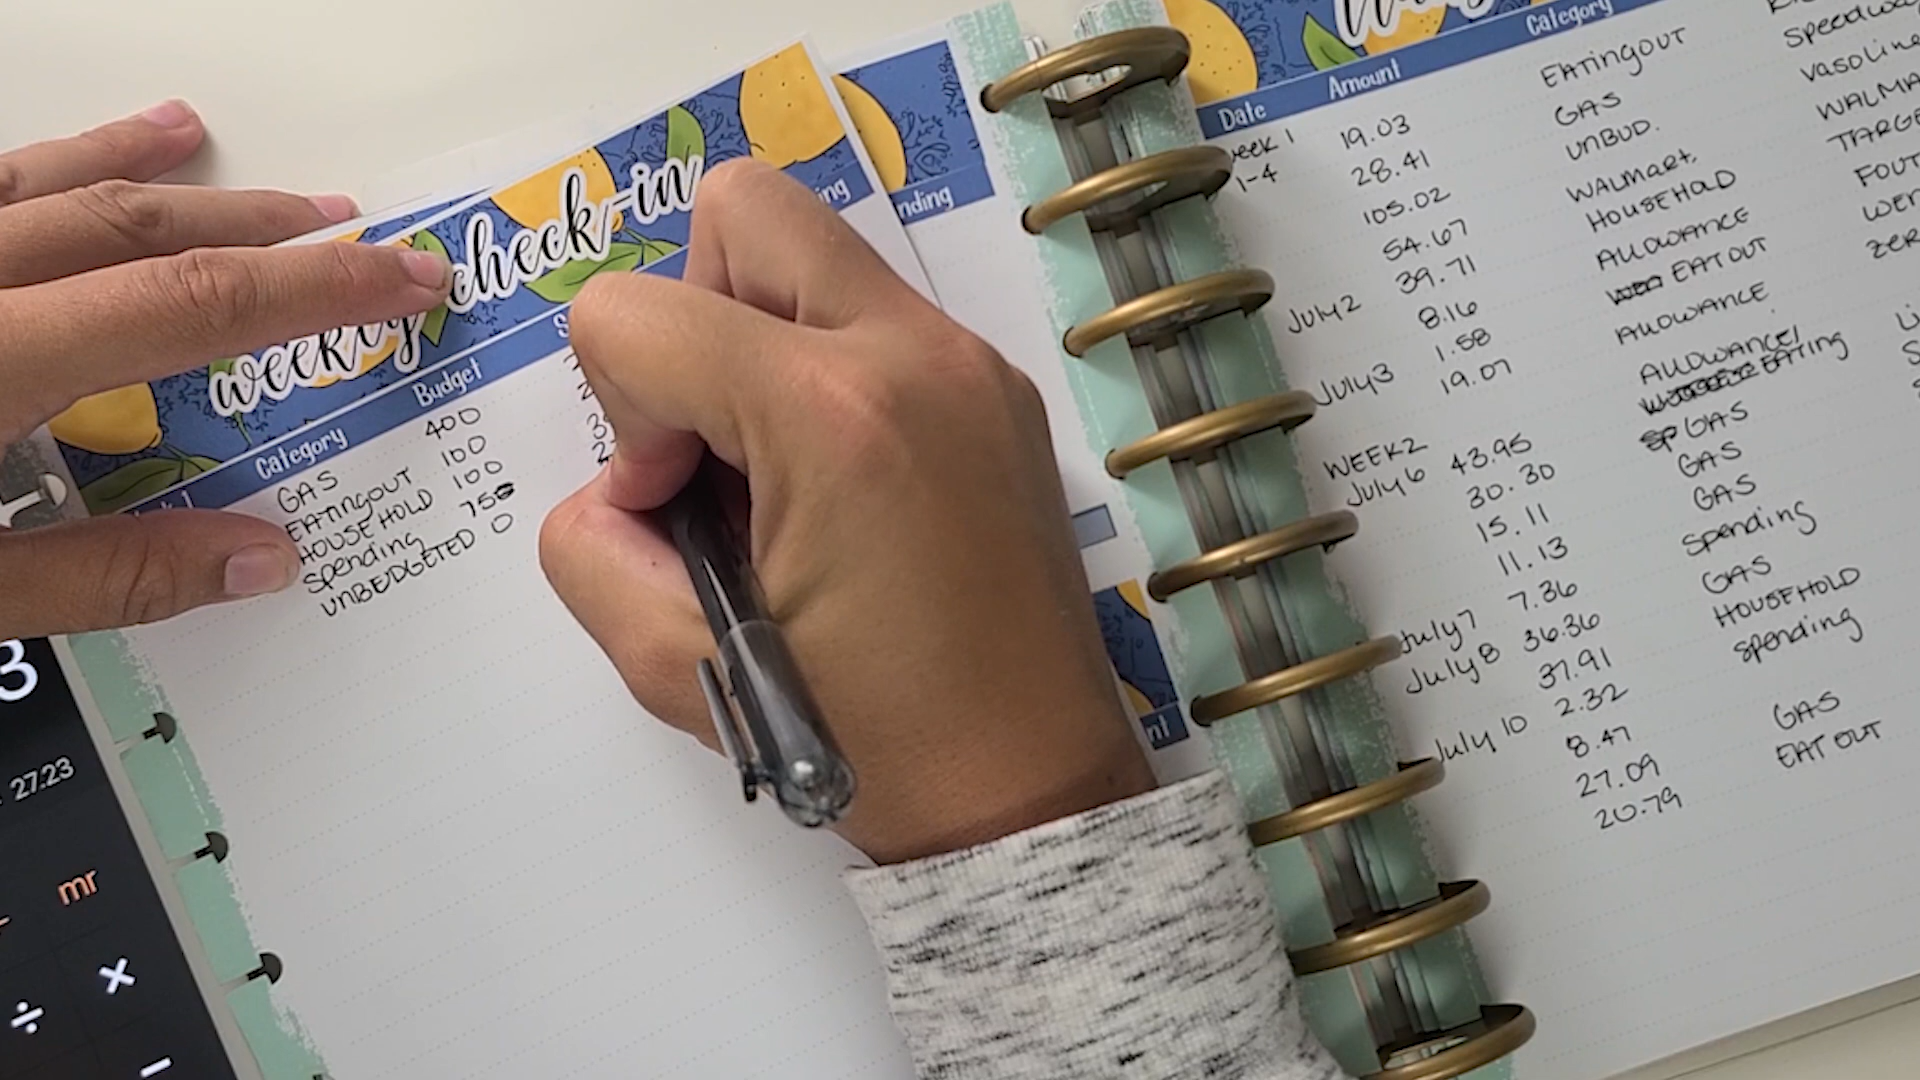 weekly check-in
Category Budget
GAS 400
EATINGOUT 100
HOUSEHOLD 100
Spending 750
UNBUDGETED 0
Date Amount Category
week 1 19.03 EATINGOUT
1-4 28.41 GAS
105.02 UNBUD.
54.67 WALMART.
July 2 39.71 HOUSEHOLD
8.16 ALLOWANCE
July 3 1.58 EAT OUT
19.07 ALLOWANCE
WEEK 2 ALLOWANCE/
EATING
July 6 43.95 GAS
30.30 GAS
15.11 GAS
11.13 Spending
July 7 7.36 GAS
July 8 36.36 HOUSEHOLD
37.91 Spending
July 10 2.32
8.47 GAS
27.09 EAT OUT
20.79
3
27.23
mr
÷ ×
−